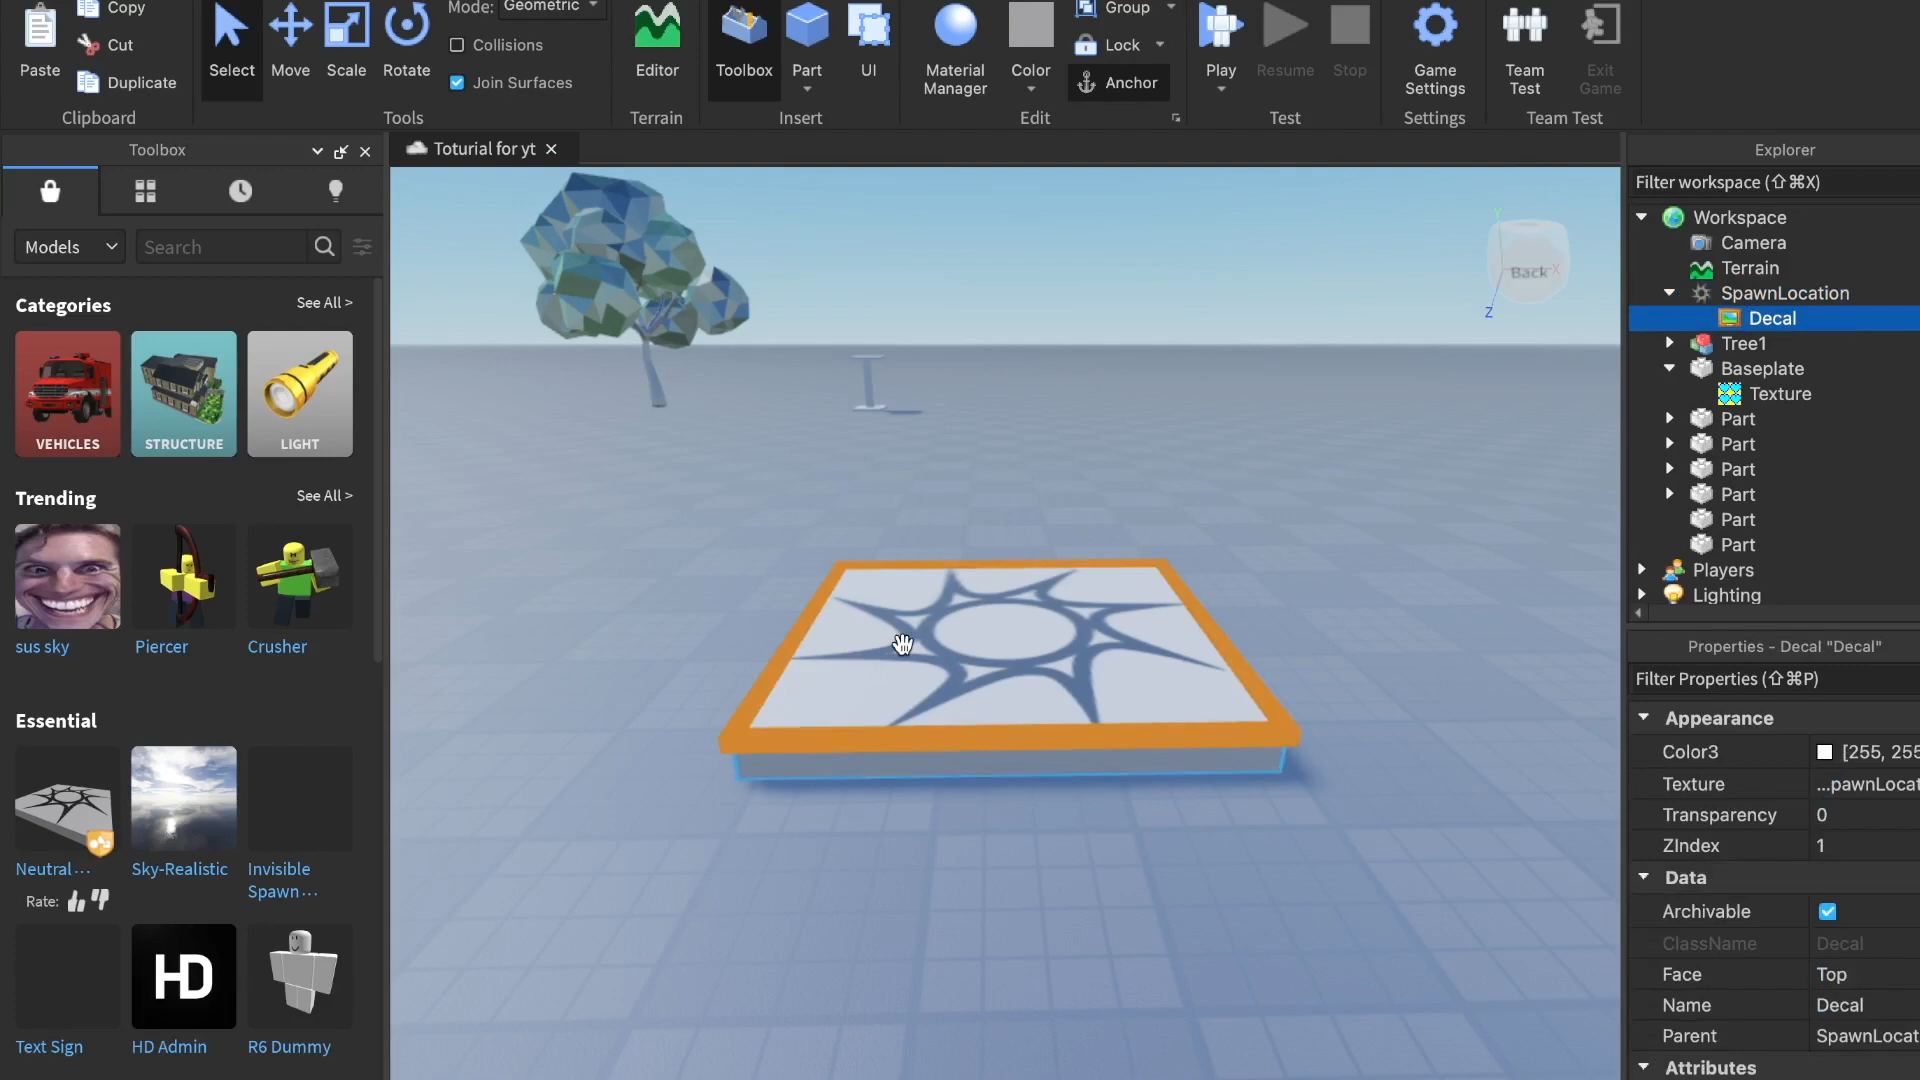 Copy
Mode: Geometric
Group
Cut
Collisions
Lock
Paste
Select
Move
Scale
Rotate
Editor
Toolbox
Part
UI
Material
Manager
Color
Play
Resume
Stop
Game
Settings
Team
Test
Exit
Game
Duplicate
Join Surfaces
Anchor
Clipboard
Tools
Terrain
Insert
Edit
Test
Settings
Team Test
Toolbox
Toturial for yt
Explorer
Filter workspace (⇧⌘X)
Models
Search
Categories
See All >
VEHICLES
STRUCTURE
LIGHT
Trending
See All >
sus sky
Piercer
Crusher
Essential
Neutral...
Sky-Realistic
Invisible
Spawn...
Rate:
HD
Text Sign
HD Admin
R6 Dummy
Y
Back
X
Z
Workspace
Camera
Terrain
SpawnLocation
Decal
Tree1
Baseplate
Texture
Part
Part
Part
Part
Part
Part
Players
Lighting
Properties - Decal "Decal"
Filter Properties (⇧⌘P)
Appearance
Color3 [255, 255
Texture ...pawnLocat
Transparency 0
ZIndex 1
Data
Archivable
ClassName Decal
Face Top
Name Decal
Parent SpawnLocat
Attributes